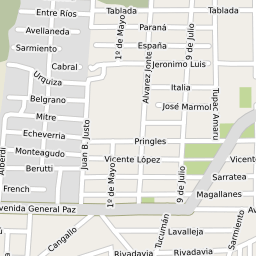 Entre Ríos
Tablada
Tablada
Avellaneda
Paraná
Sarmiento
España
Cabral
Jeronimo Luis
Urquiza
1º de Mayo
Alvarez Jonte
9 de Julio
Italia
Belgrano
José Marmol
Tupac Amaru
Mitre
Echeverria
Pringles
Monteagudo
Juan B. Justo
Vicente López
Vicente
Alberdi
Berutti
Sarratea
French
1º de Mayo
9 de Julio
Magallanes
Avenida General Paz
Tucumán
Lavalleja
Sarmiento
Cangallo
Rivadavia
Rivadavia